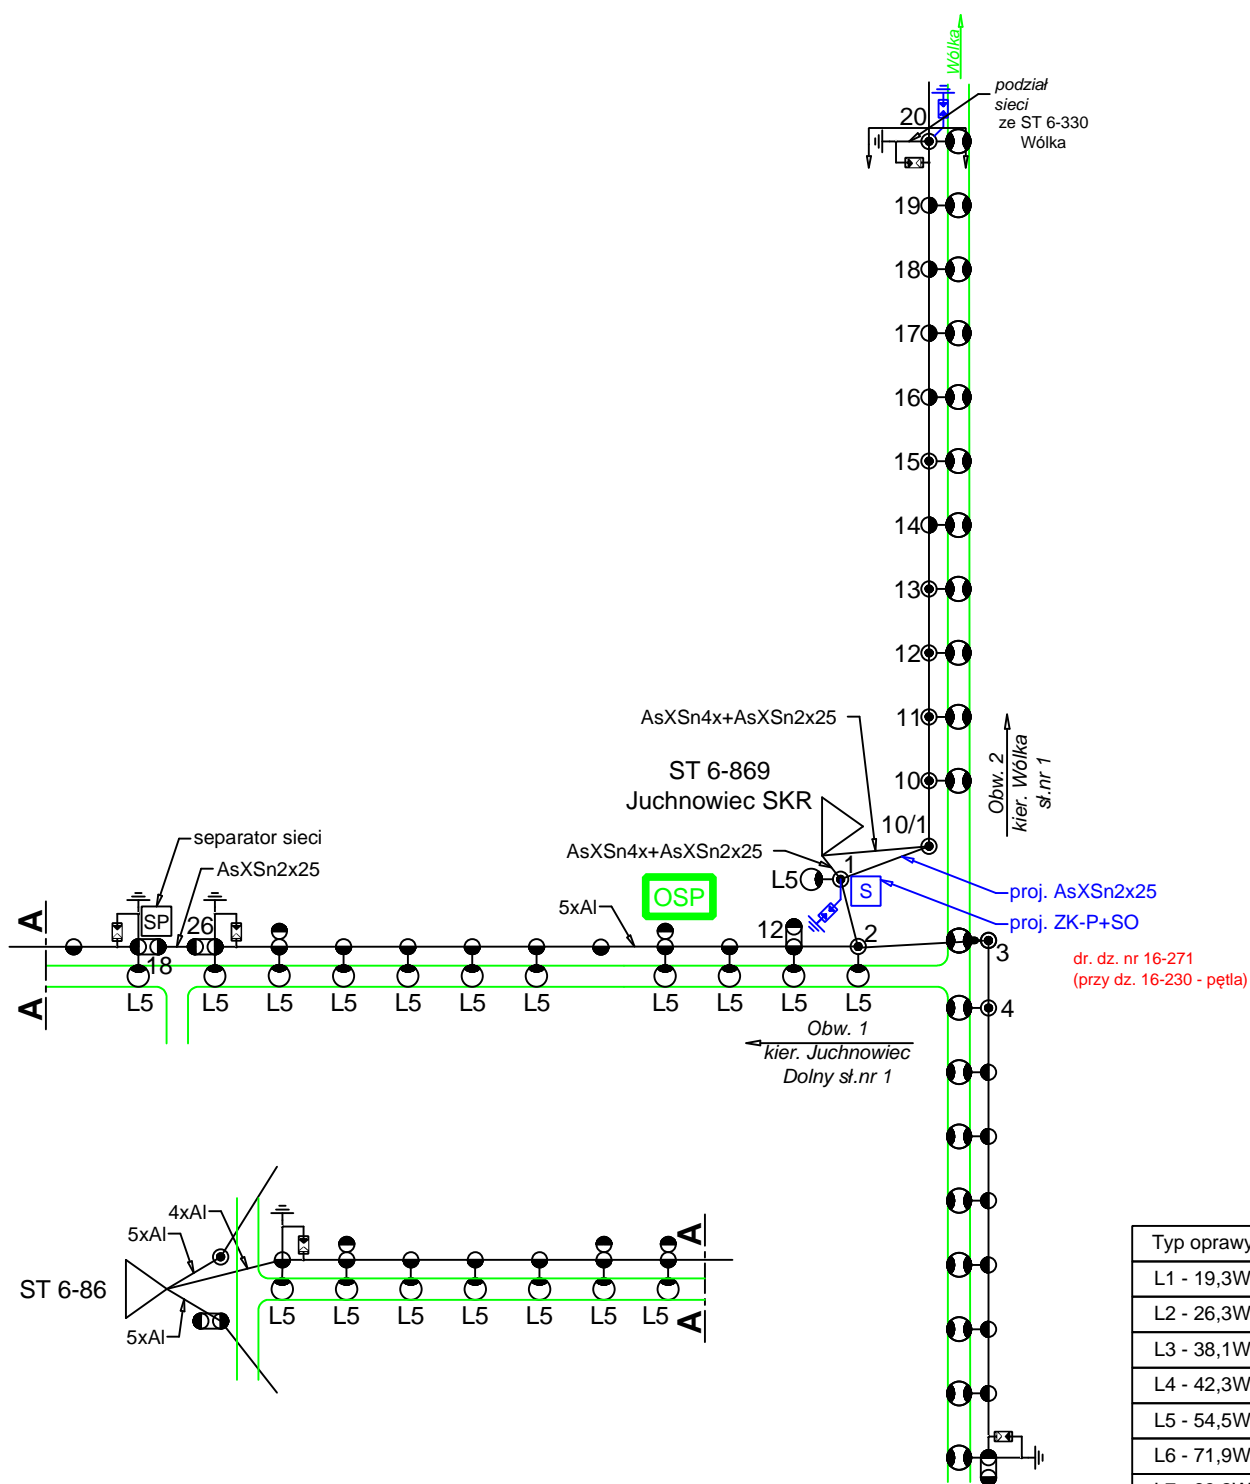 Wólka
podział
sieci
ze ST 6-330
Wólka
20
19
18
17
16
15
14
13
12
11
10
10/1
AsXSn4x+AsXSn2x25
ST 6-869
Juchnowiec SKR
Obw. 2
kier. Wólka
sł.nr 1
AsXSn4x+AsXSn2x25
1
L5
S
proj. AsXSn2x25
proj. ZK-P+SO
separator sieci
AsXSn2x25
OSP
5xAl
A
SP
26
18
12
2
3
4
A
L5
L5
L5
L5
L5
L5
L5
L5
L5
L5
dr. dz. nr 16-271
(przy dz. 16-230 - pętla)
Obw. 1
kier. Juchnowiec
Dolny sł.nr 1
4xAl
5xAl
ST 6-86
5xAl
A
L5
L5
L5
L5
L5
L5
L5
A
Typ oprawy
L1 - 19,3W
L2 - 26,3W
L3 - 38,1W
L4 - 42,3W
L5 - 54,5W
L6 - 71,9W